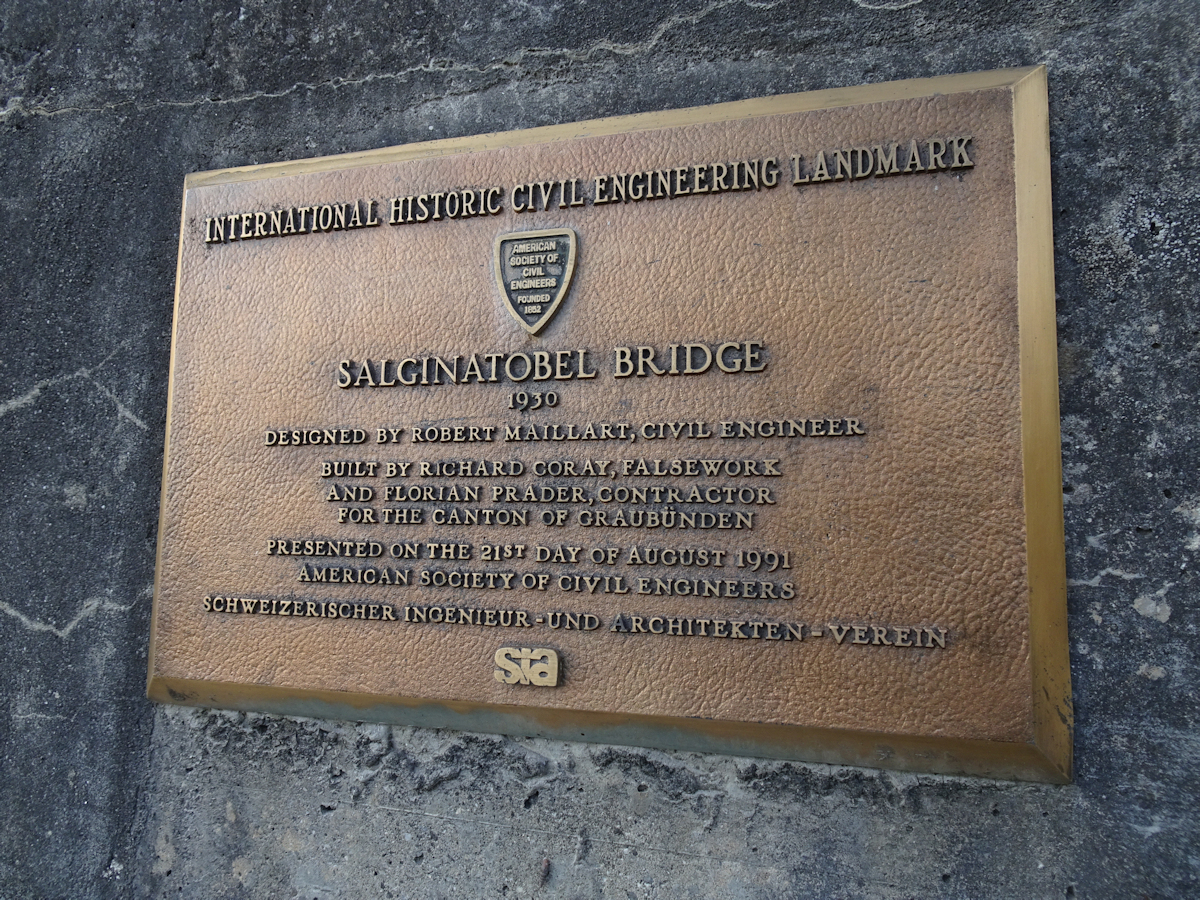 INTERNATIONAL HISTORIC CIVIL ENGINEERING LANDMARK
AMERICAN
SOCIETY OF
CIVIL
ENGINEERS
FOUNDED
1852
SALGINATOBEL BRIDGE
1930
DESIGNED BY ROBERT MAILLART, CIVIL ENGINEER
BUILT BY RICHARD CORAY, FALSEWORK
AND FLORIAN PRADER, CONTRACTOR
FOR THE CANTON OF GRAUBÜNDEN
PRESENTED ON THE 21ST DAY OF AUGUST 1991
AMERICAN SOCIETY OF CIVIL ENGINEERS
SCHWEIZERISCHER INGENIEUR-UND ARCHITEKTEN-VEREIN
sia